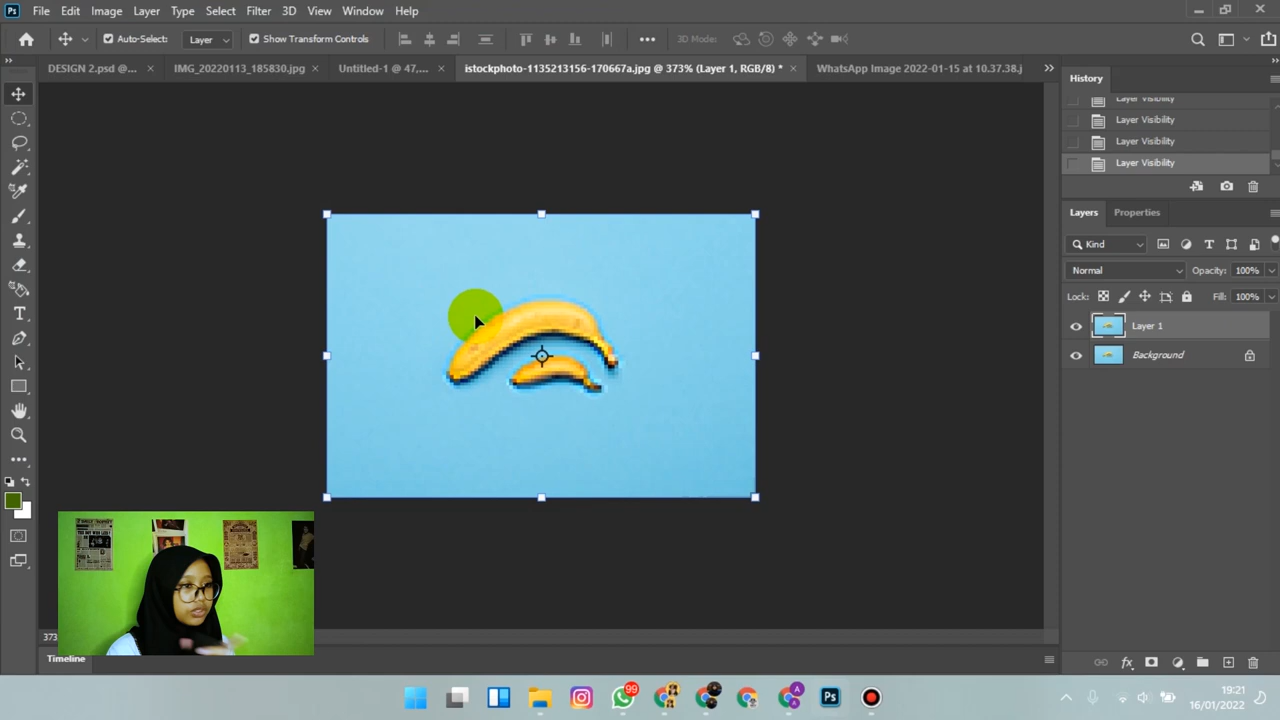 Ps File Edit Image Layer Type Select Filter 3D View Window Help
Auto-Select: Layer Show Transform Controls 3D Mode:
DESIGN 2.psd @... × IMG_20220113_185830.jpg × Untitled-1 @ 47,... × istockphoto-1135213156-170667a.jpg @ 373% (Layer 1, RGB/8) * × WhatsApp Image 2022-01-15 at 10.37.38.j
History
Layer Visibility
Layer Visibility
Layer Visibility
Layer Visibility
Layers Properties
Kind
Normal Opacity: 100%
Lock: Fill: 100%
Layer 1
Background
373
Timeline
99
A
Ps
19:21
16/01/2022